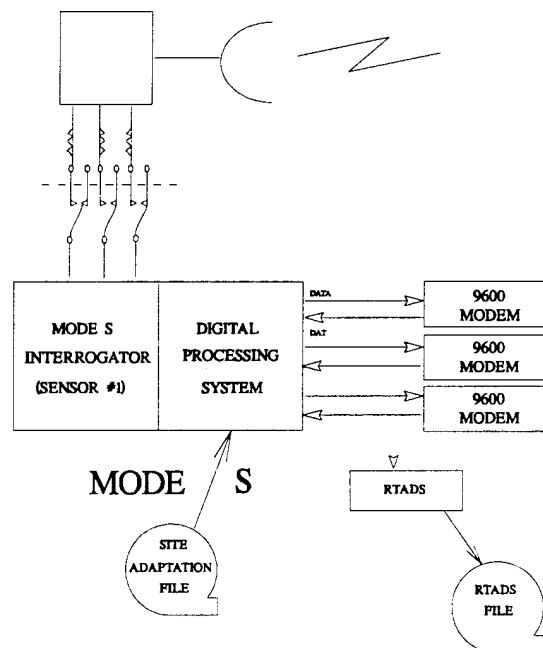 DATA
9600
MODEM
MODE S
INTERROGATOR
(SENSOR #1)
DIGITAL
PROCESSING
SYSTEM
DAT
9600
MODEM
9600
MODEM
MODE S
RTADS
SITE
ADAPTATION
FILE
RTADS
FILE